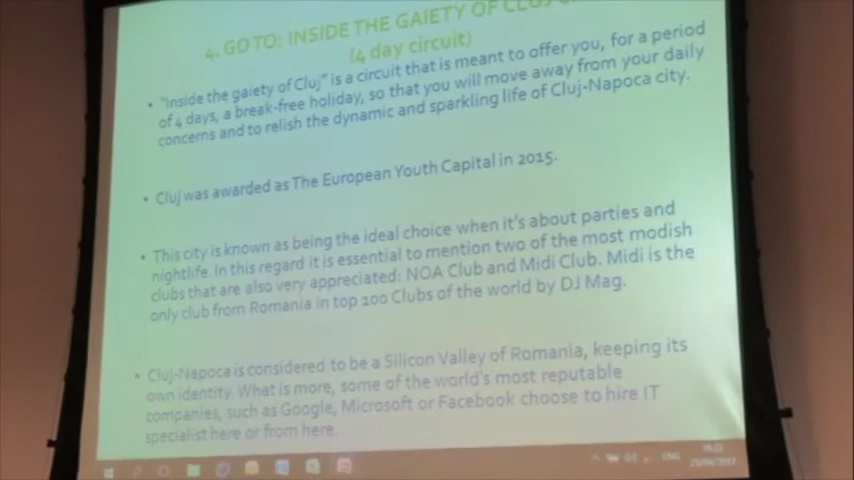 4. GO TO: INSIDE THE GAIETY OF CLUJ
(4 day circuit)
• "Inside the gaiety of Cluj" is a circuit that is meant to offer you, for a period
of 4 days, a break-free holiday, so that you will move away from your daily
concerns and to relish the dynamic and sparkling life of Cluj-Napoca city.
• Cluj was awarded as The European Youth Capital in 2015.
• This city is known as being the ideal choice when it's about parties and
nightlife. In this regard it is essential to mention two of the most modish
clubs that are also very appreciated: NOA Club and Midi Club. Midi is the
only club from Romania in top 100 Clubs of the world by DJ Mag.
• Cluj-Napoca is considered to be a Silicon Valley of Romania, keeping its
own identity. What is more, some of the world's most reputable
companies, such as Google, Microsoft or Facebook choose to hire IT
specialist here or from here.
ENG